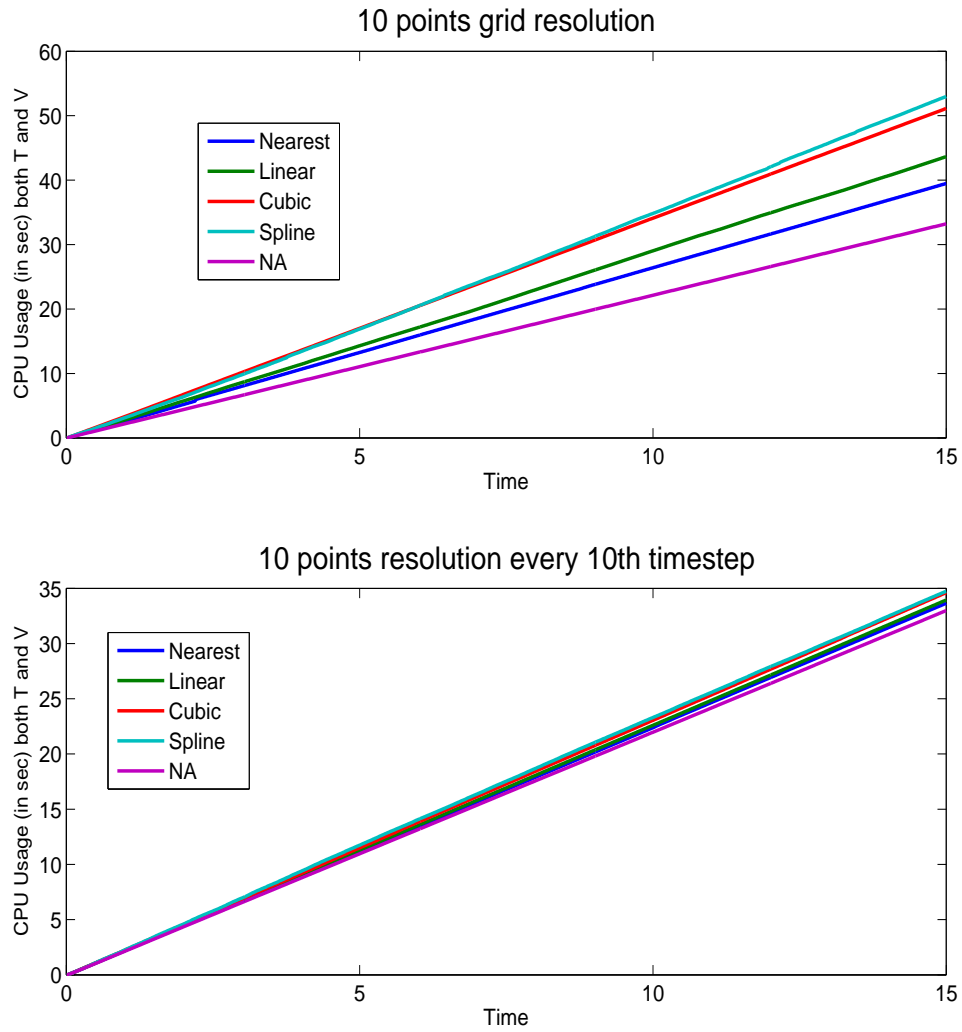 10 points grid resolution
60
50
40
30
20
10
0
CPU Usage (in sec) both T and V
Nearest
Linear
Cubic
Spline
NA
0
5
10
15
Time
10 points resolution every 10th timestep
35
30
25
20
15
10
5
0
CPU Usage (in sec) both T and V
Nearest
Linear
Cubic
Spline
NA
0
5
10
15
Time